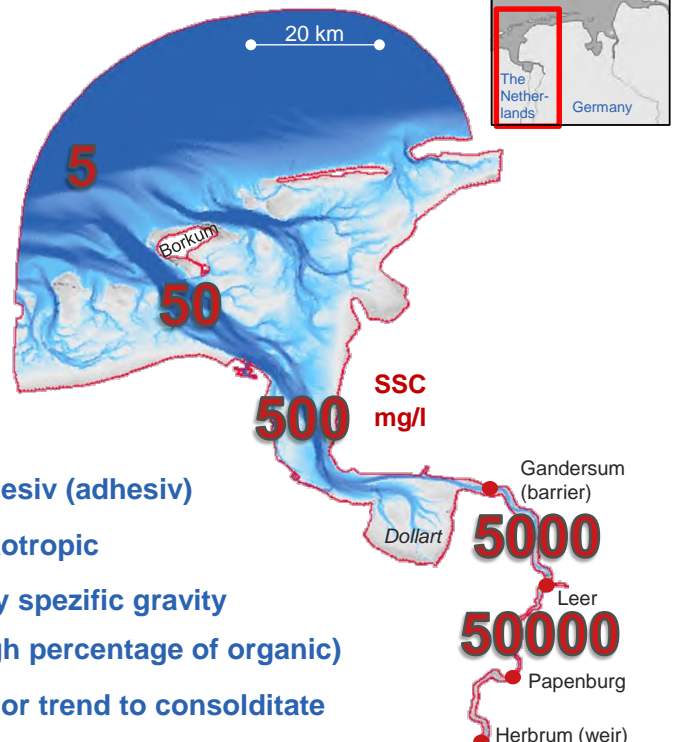 20 km
The
Nether-
lands
Germany
5
Borkum
50
SSC
mg/l
500
esiv (adhesiv)
Gandersum
(barrier)
Dollart
5000
otropic
y spezific gravity
Leer
gh percentage of organic)
50000
Papenburg
or trend to consolditate
Herbrum (weir)